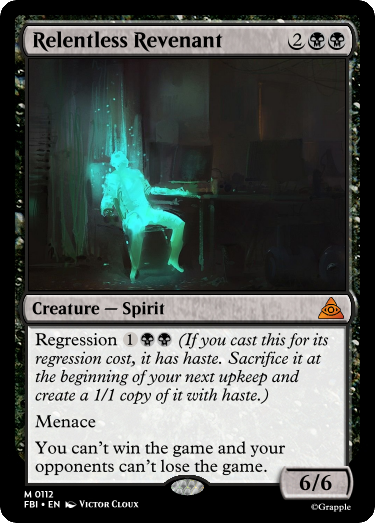 Relentless Revenant 2
Creature — Spirit
Regression 1 (If you cast this for its
regression cost, it has haste. Sacrifice it at
the beginning of your next upkeep and
create a 1/1 copy of it with haste.)
Menace
You can't win the game and your
opponents can't lose the game.
6/6
M 0112
FBI • EN Victor Cloux
©Grapple